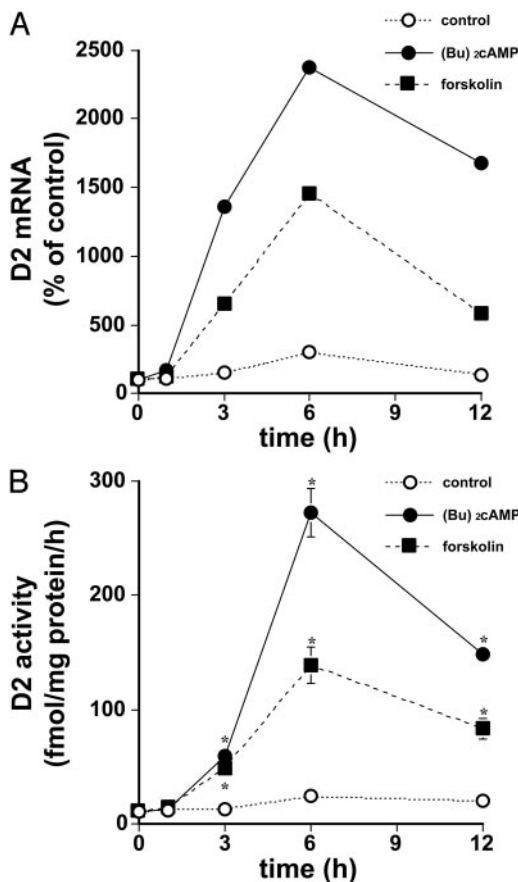 A
control
(Bu) 2cAMP
forskolin
2500
2000
1500
1000
500
0
D2 mRNA
(% of control)
0 3 6 9 12
time (h)
B
control
(Bu) 2cAMP
forskolin
300
200
100
0
D2 activity
(fmol/mg protein/h)
* * * * * *
0 3 6 9 12
time (h)